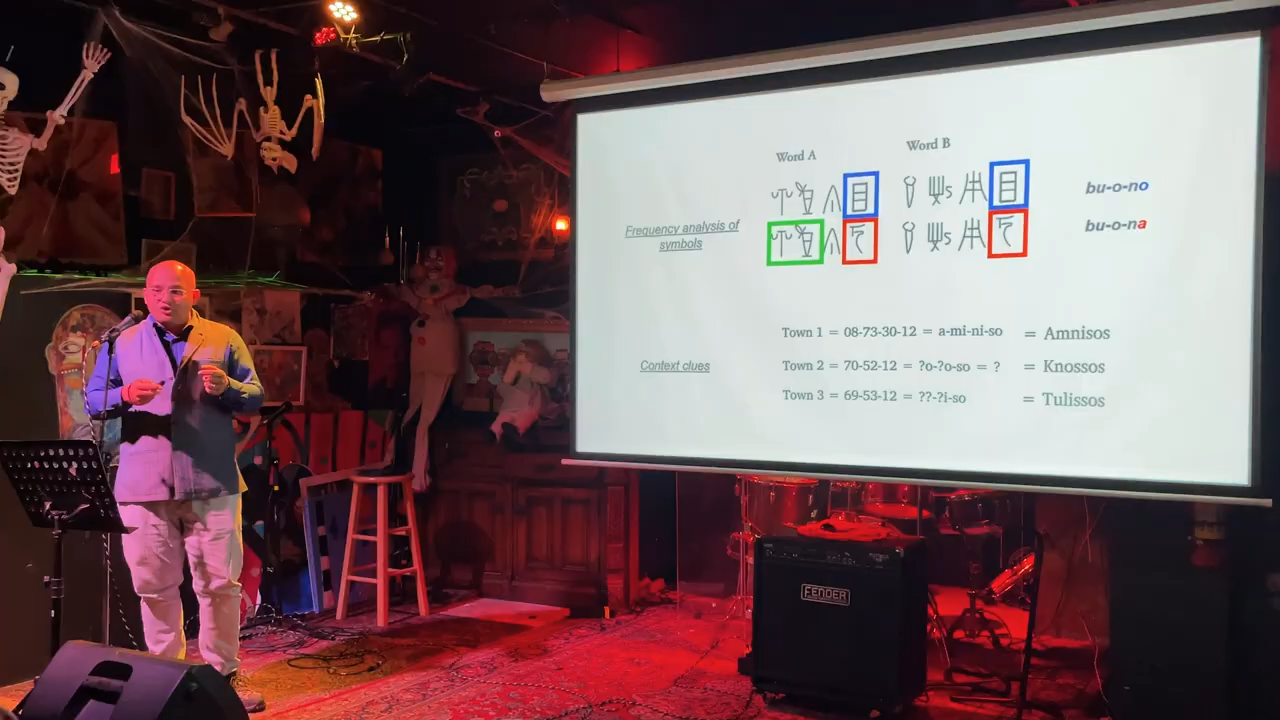 Word A Word B
bu-o-no
Frequency analysis of
symbols
bu-o-na
Town 1 = 08-73-30-12 = a-mi-ni-so = Amnisos
Context clues
Town 2 = 70-52-12 = ?o-?o-so = ? = Knossos
Town 3 = 69-53-12 = ??-?i-so = Tulissos
FENDER